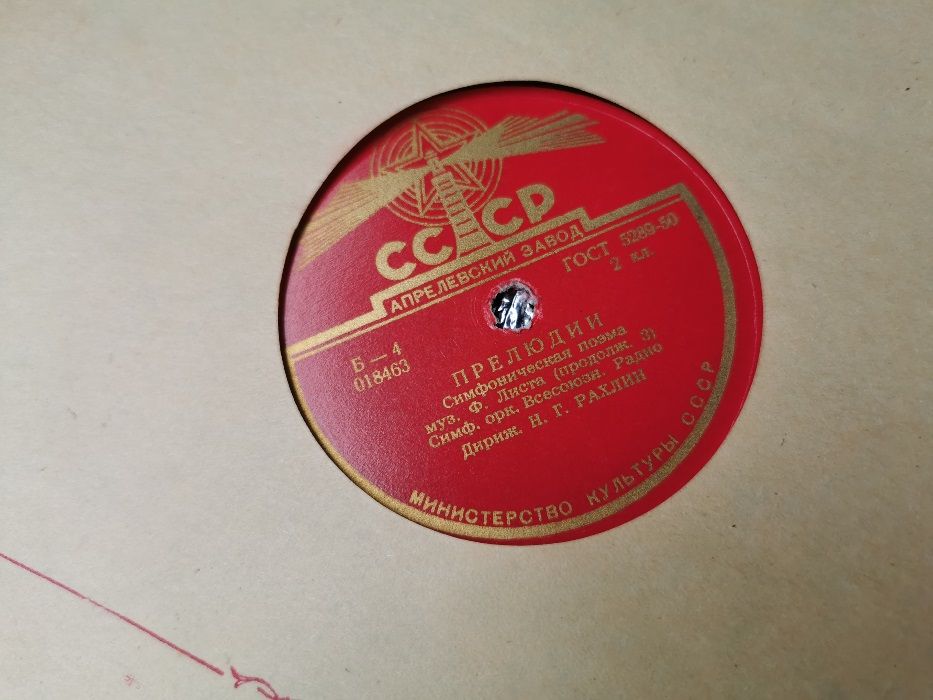 СССР
АПРЕЛЕВСКИЙ ЗАВОД
ГОСТ 5289-50
2 кл.
Б — 4
018463
ПРЕЛЮДИИ
Симфоническая поэма
муз. Ф. Листа (продолж. 3)
Симф. орк. Всесоюзн. Радио
Дириж. Н. Г. РАХЛИН
МИНИСТЕРСТВО КУЛЬТУРЫ СССР